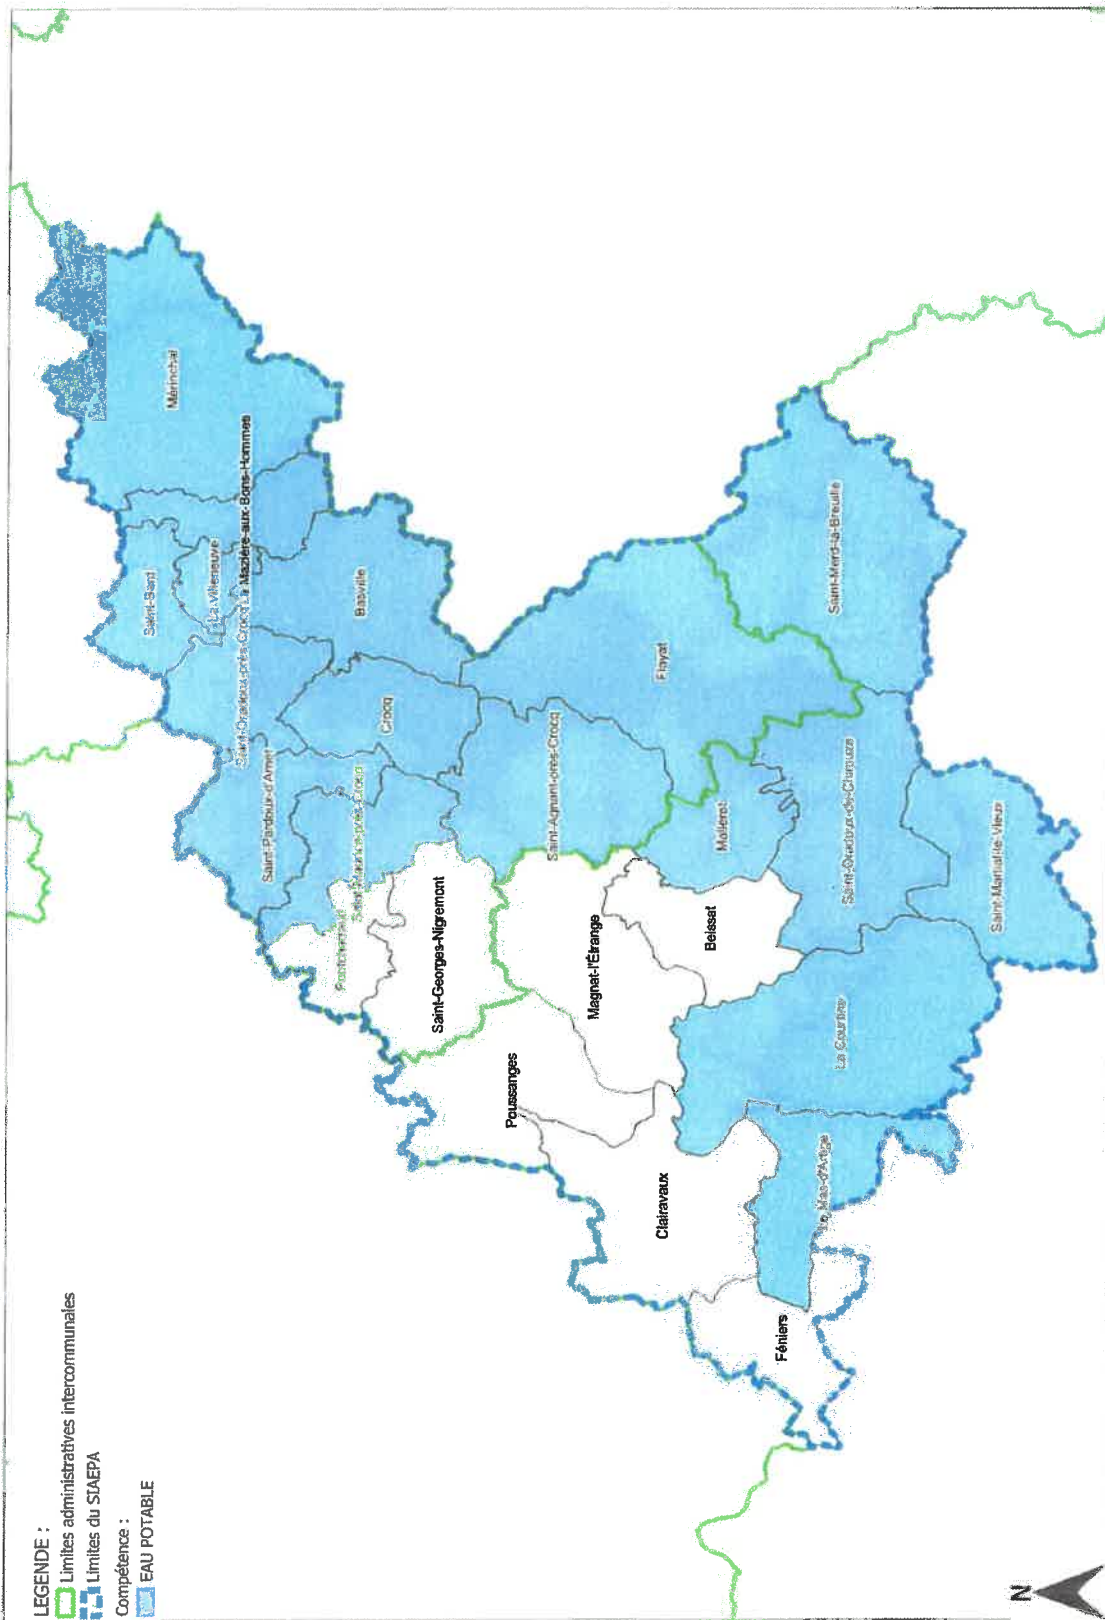 LEGENDE :
Limites administratives intercommunales
Limites du SIAEPA
Compétence :
EAU POTABLE
Mérinchal
Saint-Bard
La Villeneuve
Saint-Oradoux-près-Crocq
La Mazière-aux-Bons-Hommes
Basville
Saint-Pardoux-d'Arnet
Crocq
Saint-Maurice-près-Crocq
Pontcharraud
Saint-Georges-Nigremont
Saint-Agnant-près-Crocq
Flayat
Saint-Merd-la-Breuille
Poussanges
Magnat-l'Étrange
Beissat
Malleret
Saint-Oradoux-de-Chirouze
Saint-Martial-le-Vieux
Clairavaux
La Courtine
Le Mas-d'Artige
Féniers
N